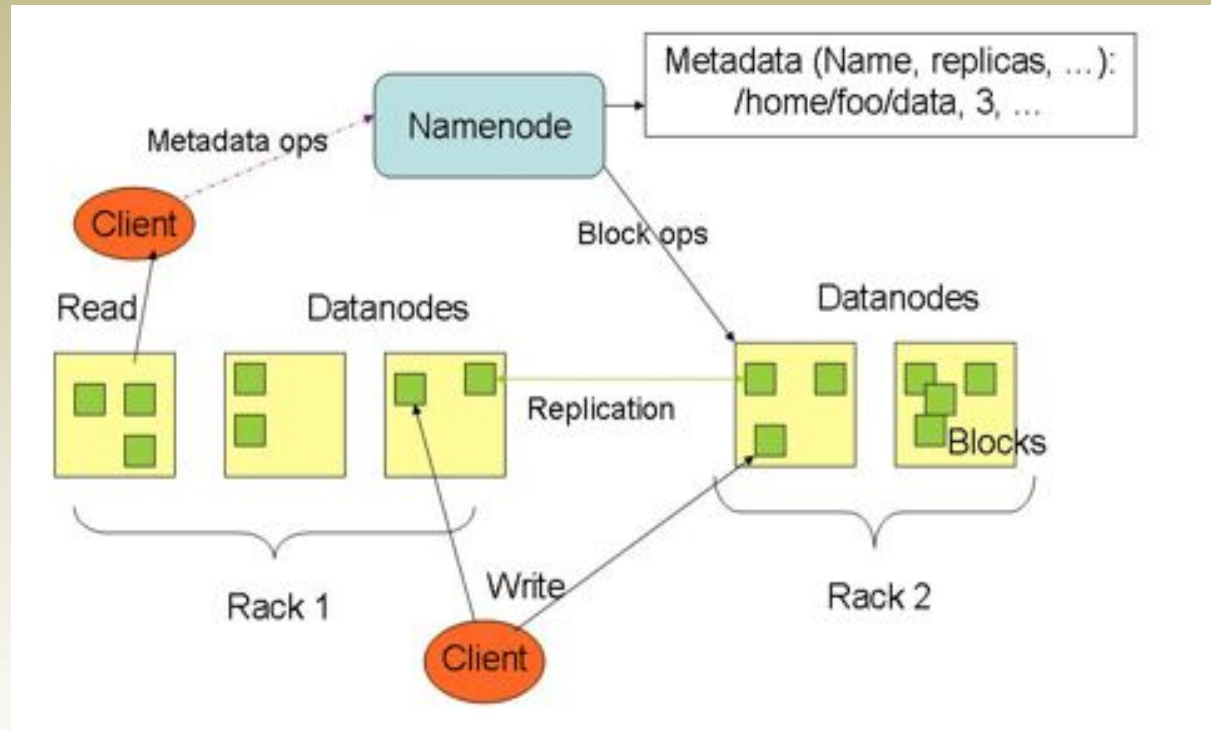 Metadata (Name, replicas, ...):
/home/foo/data, 3, ...
Namenode
Metadata ops
Client
Block ops
Read
Datanodes
Datanodes
Replication
Blocks
Rack 1
Write
Rack 2
Client